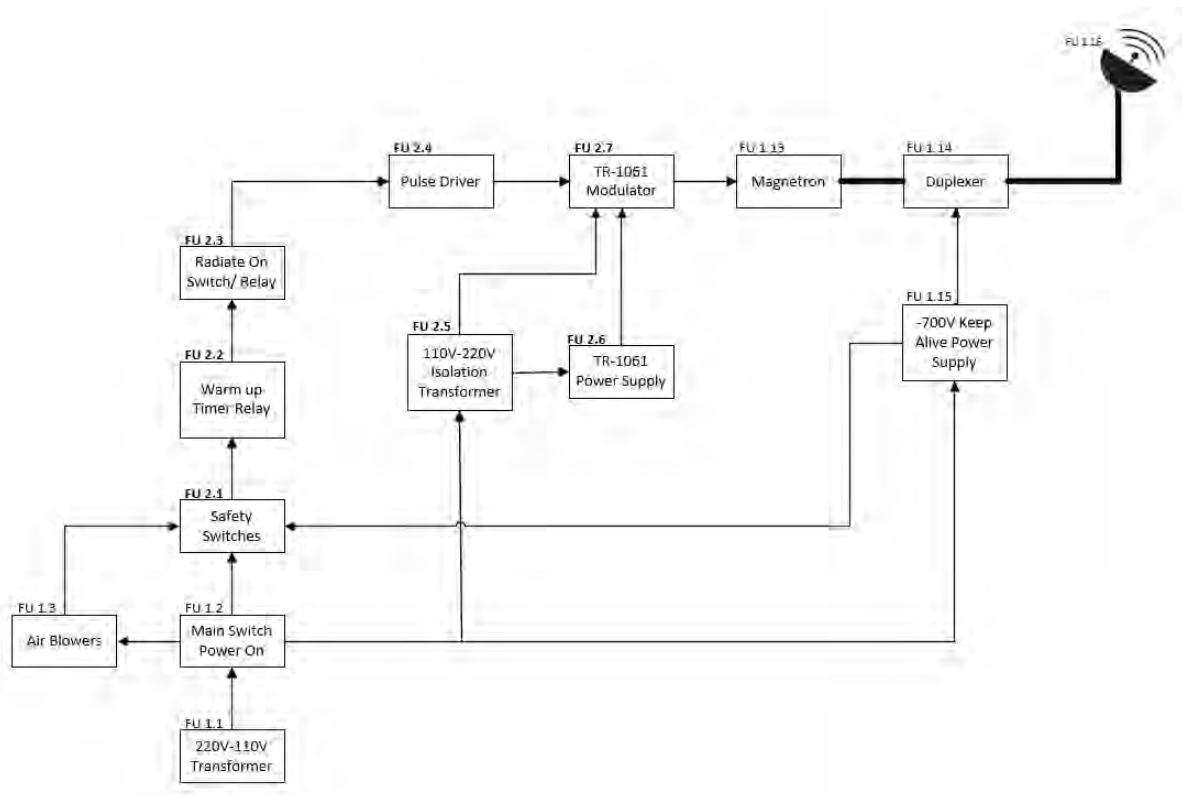 FU 1.16
FU 2.4
Pulse Driver
FU 2.7
TR-1061
Modulator
FU 1.13
Magnetron
FU 1.14
Duplexer
FU 2.3
Radiate On
Switch/ Relay
FU 2.5
110V-220V
Isolation
Transformer
FU 2.6
TR-1061
Power Supply
FU 1.15
-700V Keep
Alive Power
Supply
FU 2.2
Warm up
Timer Relay
FU 2.1
Safety
Switches
FU 1.3
Air Blowers
FU 1.2
Main Switch
Power On
FU 1.1
220V-110V
Transformer